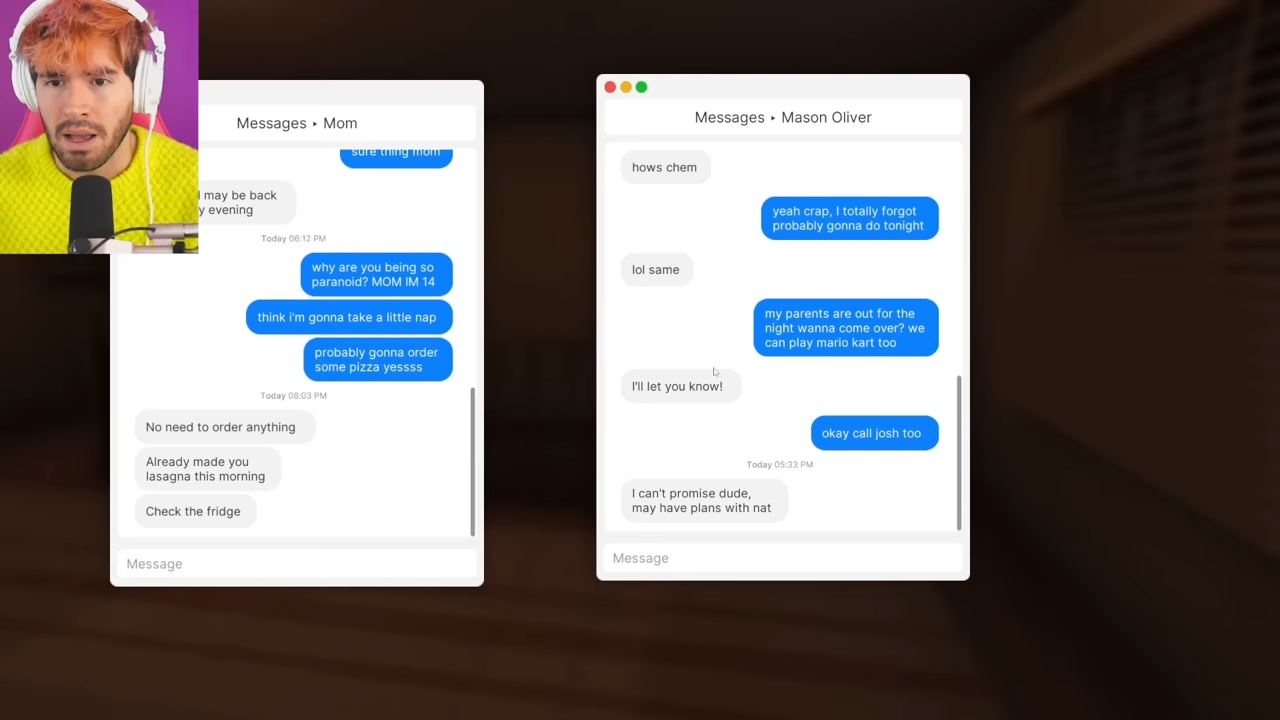 Messages ▸ Mom
sure thing mom
may be back
y evening
Today 06:12 PM
why are you being so
paranoid? MOM IM 14
think i'm gonna take a little nap
probably gonna order
some pizza yessss
Today 08:03 PM
No need to order anything
Already made you
lasagna this morning
Check the fridge
Message
Messages ▸ Mason Oliver
hows chem
yeah crap, I totally forgot
probably gonna do tonight
lol same
my parents are out for the
night wanna come over? we
can play mario kart too
I'll let you know!
okay call josh too
Today 05:33 PM
I can't promise dude,
may have plans with nat
Message